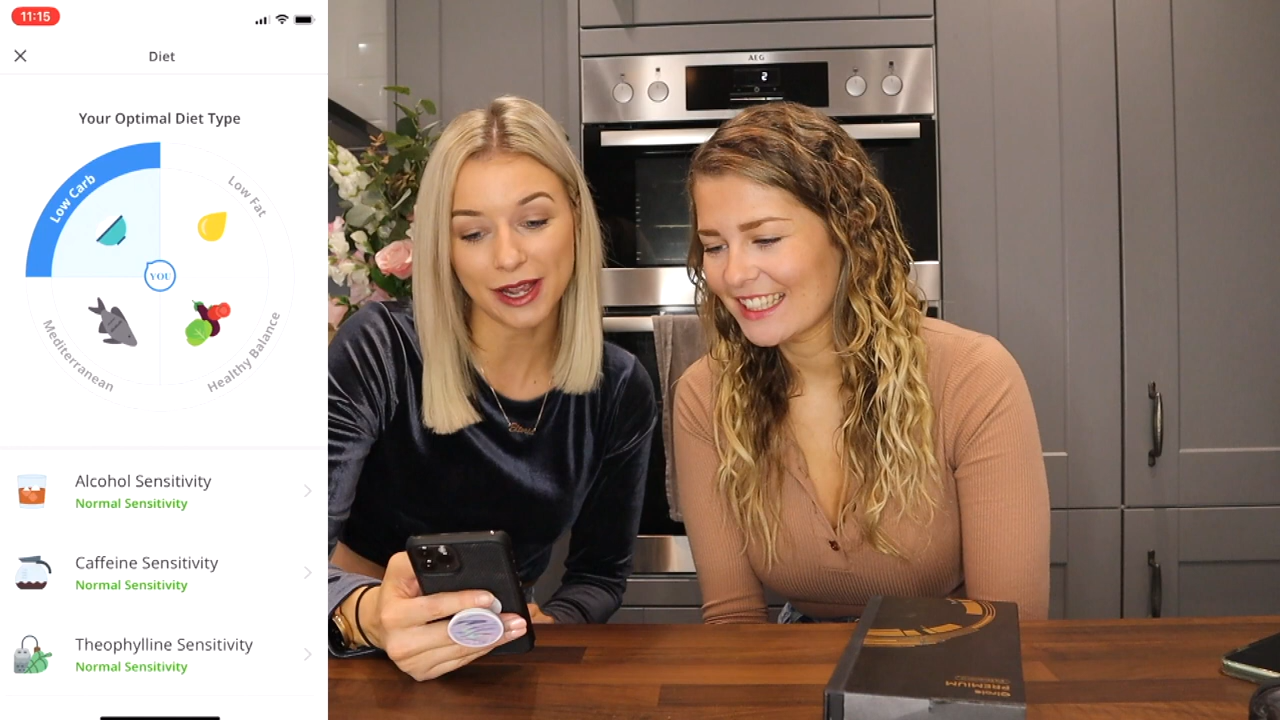 11:15
Diet
Your Optimal Diet Type
Low Carb
Low Fat
YOU
Mediterranean
Healthy Balance
Alcohol Sensitivity
Normal Sensitivity
Caffeine Sensitivity
Normal Sensitivity
Theophylline Sensitivity
Normal Sensitivity
AEG
2
Circle
PREMIUM